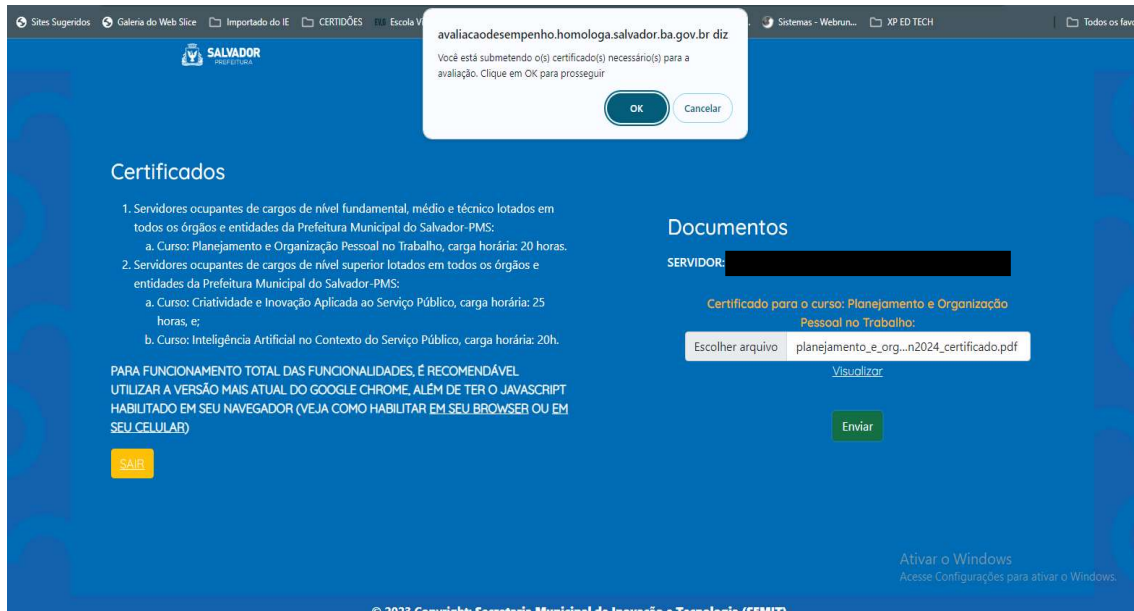 Sites Sugeridos Galeria do Web Slice Importado do IE CERTIDÕES Escola Sistemas - Webrun... XP ED TECH Todos os
avaliacaodesempenho.homologa.salvador.ba.gov.br diz
Você está submetendo o(s) certificado(s) necessário(s) para a
avaliação. Clique em OK para prosseguir
OK Cancelar
SALVADOR
PREFEITURA
Certificados
1. Servidores ocupantes de cargos de nível fundamental, médio e técnico lotados em
todos os órgãos e entidades da Prefeitura Municipal do Salvador-PMS:
a. Curso: Planejamento e Organização Pessoal no Trabalho, carga horária: 20 horas.
2. Servidores ocupantes de cargos de nível superior lotados em todos os órgãos e
entidades da Prefeitura Municipal do Salvador-PMS:
a. Curso: Criatividade e Inovação Aplicada ao Serviço Público, carga horária: 25
horas, e;
b. Curso: Inteligência Artificial no Contexto do Serviço Público, carga horária: 20h.
PARA FUNCIONAMENTO TOTAL DAS FUNCIONALIDADES, É RECOMENDÁVEL
UTILIZAR A VERSÃO MAIS ATUAL DO GOOGLE CHROME, ALÉM DE TER O JAVASCRIPT
HABILITADO EM SEU NAVEGADOR (VEJA COMO HABILITAR EM SEU BROWSER OU EM
SEU CELULAR)
SAIR
Documentos
SERVIDOR:
Certificado para o curso: Planejamento e Organização
Pessoal no Trabalho:
Escolher arquivo planejamento_e_org...n2024_certificado.pdf
Visualizar
Enviar
Ativar o Windows
Acesse Configurações para ativar o Windows.
© 2023 Copyright: Secretaria Municipal de Inovação e Tecnologia (SEMIT)